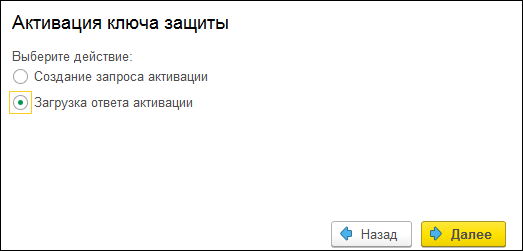 Активация ключа защиты
Выберите действие:
Создание запроса активации
Загрузка ответа активации
Назад
Далее